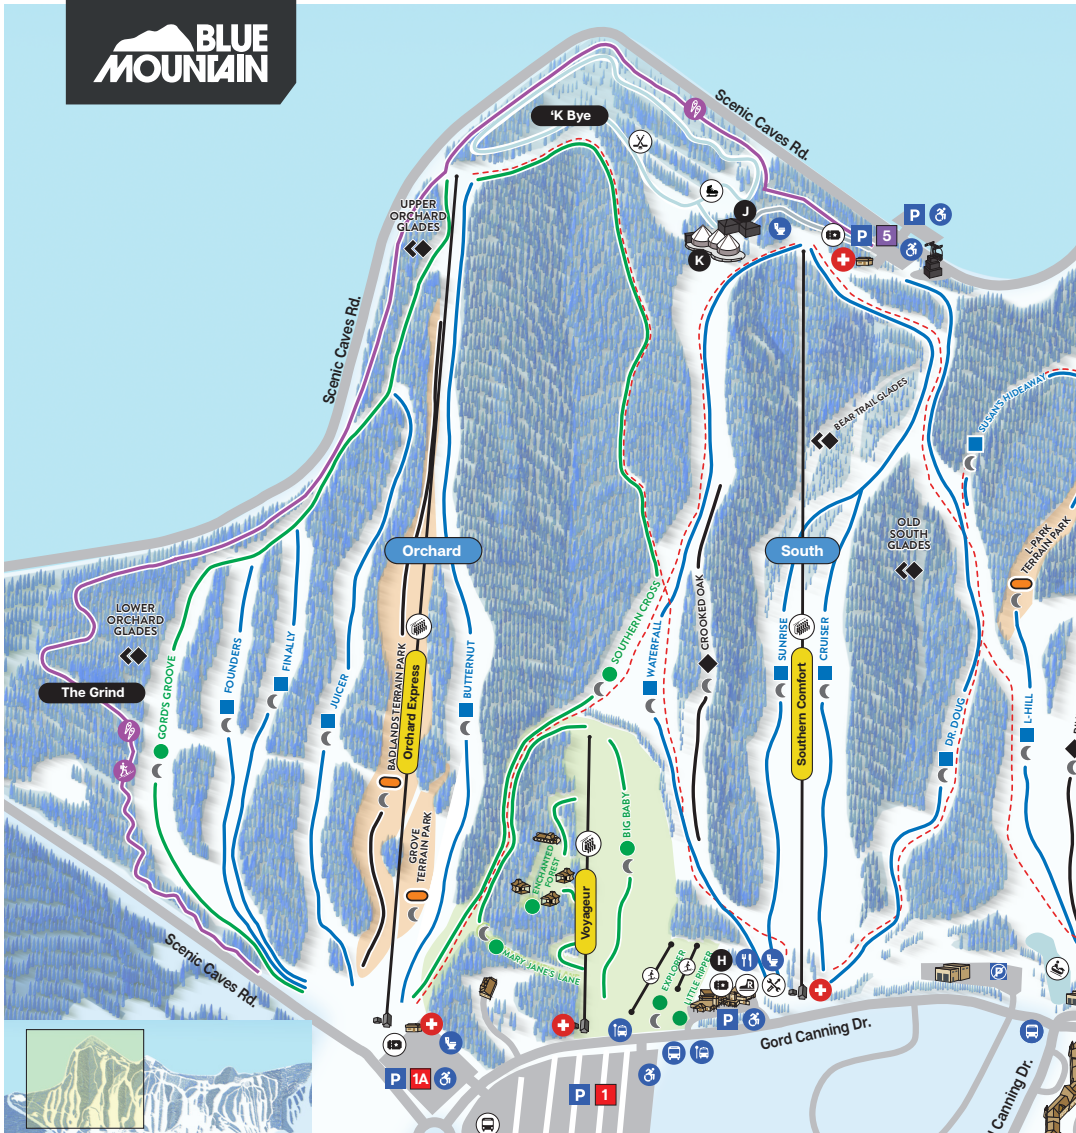 BLUE
MOUNTAIN
'K Bye
Scenic Caves Rd.
UPPER
ORCHARD
GLADES
J
K
P
P 5
Scenic Caves Rd.
BEAR TRAIL GLADES
SUSAN'S HIDEAWAY
OLD
SOUTH
GLADES
L-PARK
TERRAIN PARK
Orchard
South
LOWER
ORCHARD
GLADES
The Grind
GORD'S GROOVE
FOUNDERS
FINALLY
JUICER
BADLANDS TERRAIN PARK
Orchard Express
BUTTERNUT
SOUTHERN CROSS
WATERFALL
CROOKED OAK
SUNRISE
Southern Comfort
CRUISER
DR. DOUG
L-HILL
GROVE
TERRAIN PARK
ENCHANTED
FOREST
BIG BABY
Voyageur
MARY JANE'S LANE
EXPLORER
LITTLE RIPPER
H
P
P
Scenic Caves Rd.
Gord Canning Dr.
P 1A
P 1
Canning Dr.